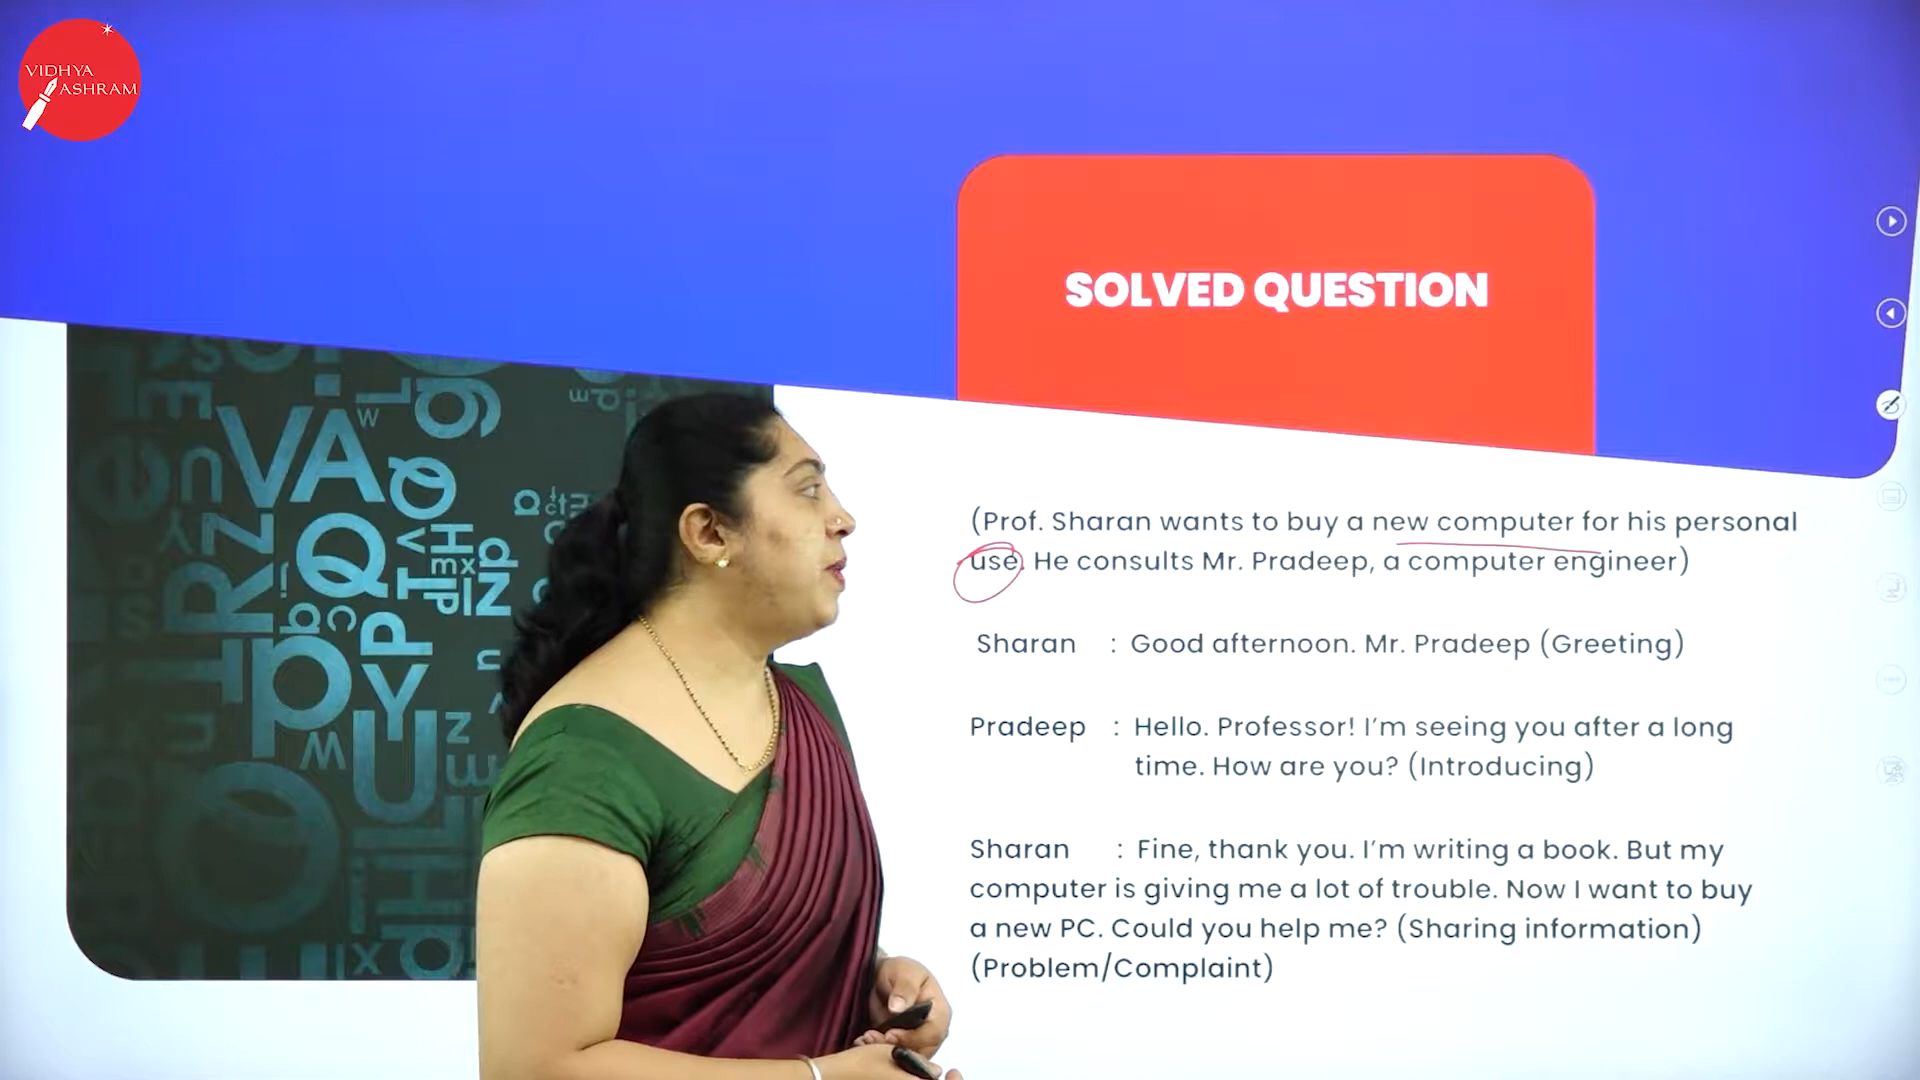 VIDHYA
ASHRAM
SOLVED QUESTION
(Prof. Sharan wants to buy a new computer for his personal
use. He consults Mr. Pradeep, a computer engineer)
Sharan : Good afternoon. Mr. Pradeep (Greeting)
Pradeep : Hello. Professor! I'm seeing you after a long
time. How are you? (Introducing)
Sharan : Fine, thank you. I'm writing a book. But my
computer is giving me a lot of trouble. Now I want to buy
a new PC. Could you help me? (Sharing information)
(Problem/Complaint)